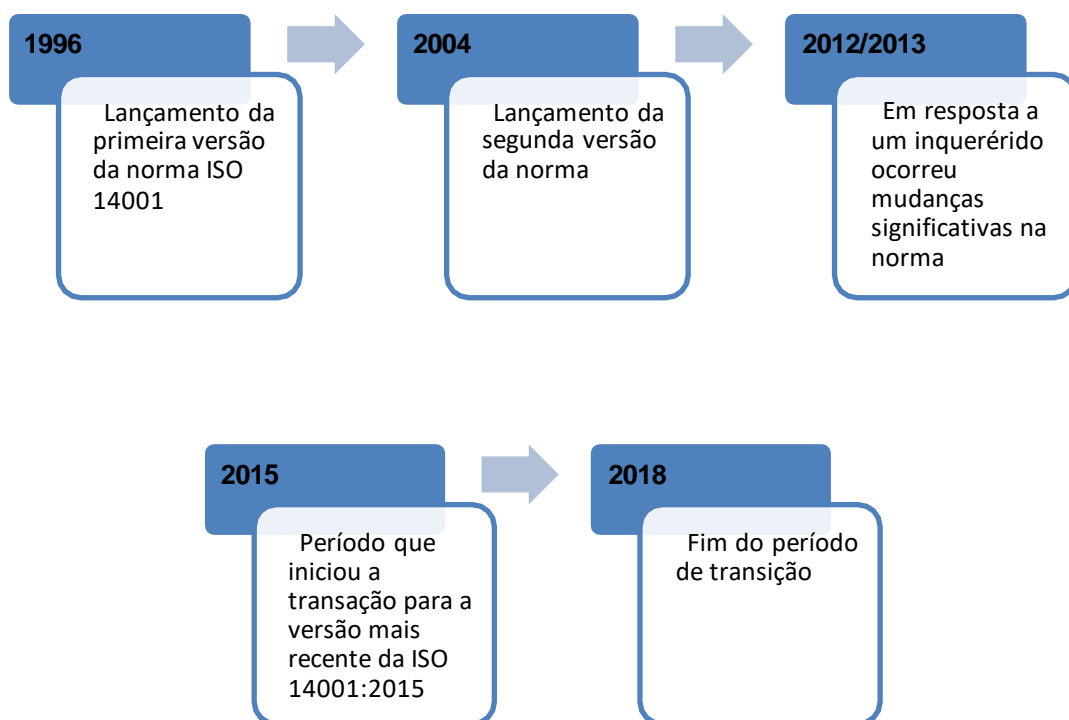 1996
Lançamento da
primeira versão
da norma ISO
14001
2004
Lançamento da
segunda versão
da norma
2012/2013
Em resposta a
um inquerérido
ocorreu
mudanças
significativas na
norma
2015
Período que
iniciou a
transação para a
versão mais
recente da ISO
14001:2015
2018
Fim do período
de transição